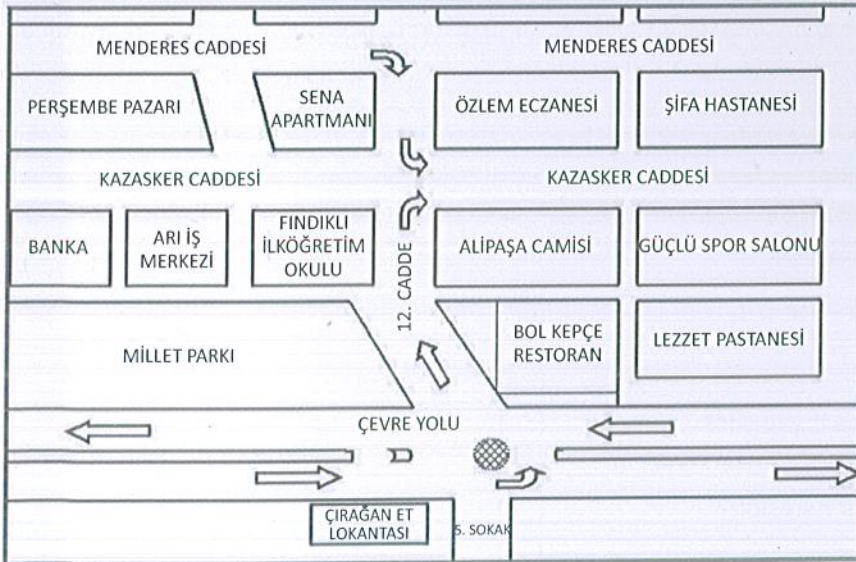 MENDERES CADDESİ
MENDERES CADDESİ
PERŞEMBE PAZARI
SENA
APARTMANI
ÖZLEM ECZANESİ
ŞİFA HASTANESİ
KAZASKER CADDESİ
KAZASKER CADDESİ
BANKA
ARI İŞ
MERKEZİ
FINDIKLI
İLKÖĞRETİM
OKULU
12. CADDE
ALİPAŞA CAMİSİ
GÜÇLÜ SPOR SALONU
MİLLET PARKI
BOL KEPÇE
RESTORAN
LEZZET PASTANESİ
ÇEVRE YOLU
ÇIRAĞAN ET
LOKANTASI
5. SOKAK